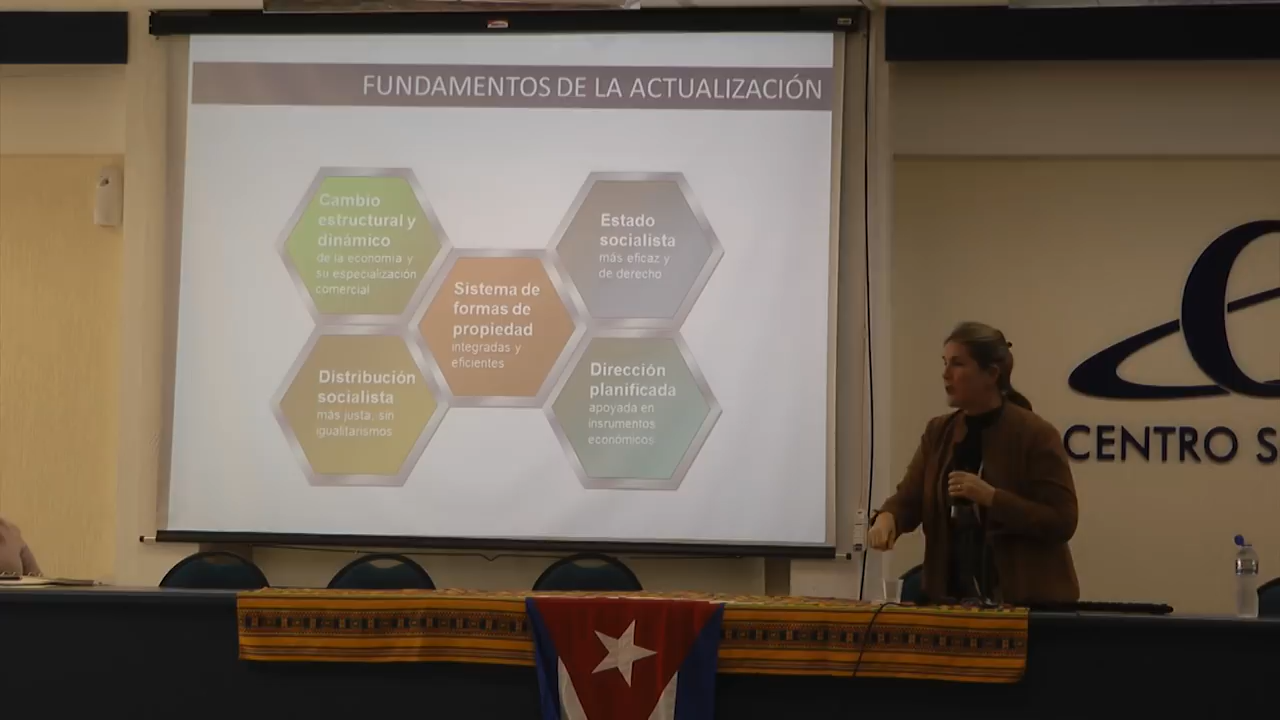 FUNDAMENTOS DE LA ACTUALIZACIÓN
Cambio
estructural y
dinámico
de la economía y
su especialización
comercial
Estado
socialista
más eficaz y
de derecho
Sistema de
formas de
propiedad
integradas y
eficientes
Distribución
socialista
más justa, sin
igualitarismos
Dirección
planificada
apoyada en
insrumentos
económicos
CENTRO S